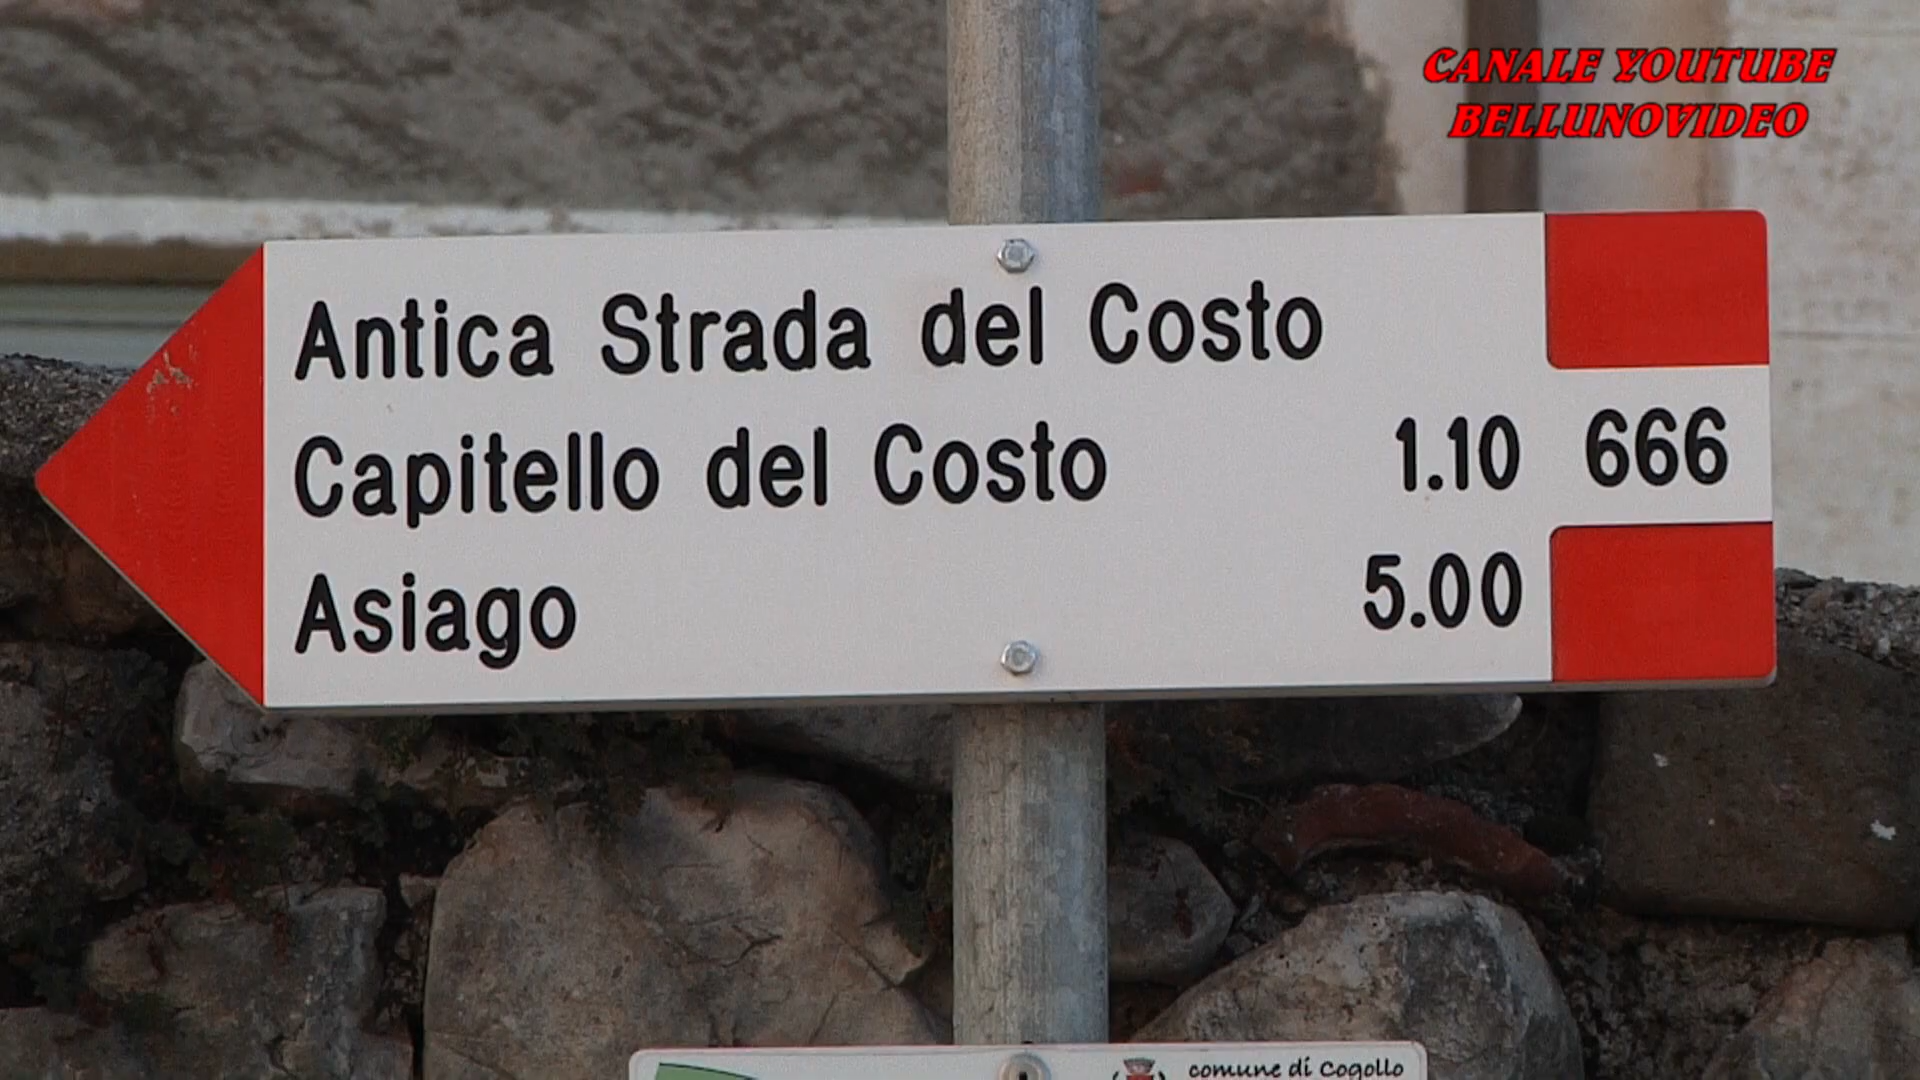 CANALE YOUTUBE
BELLUNOVIDEO
Antica Strada del Costo
Capitello del Costo 1.10 666
Asiago 5.00
comune di Cogollo